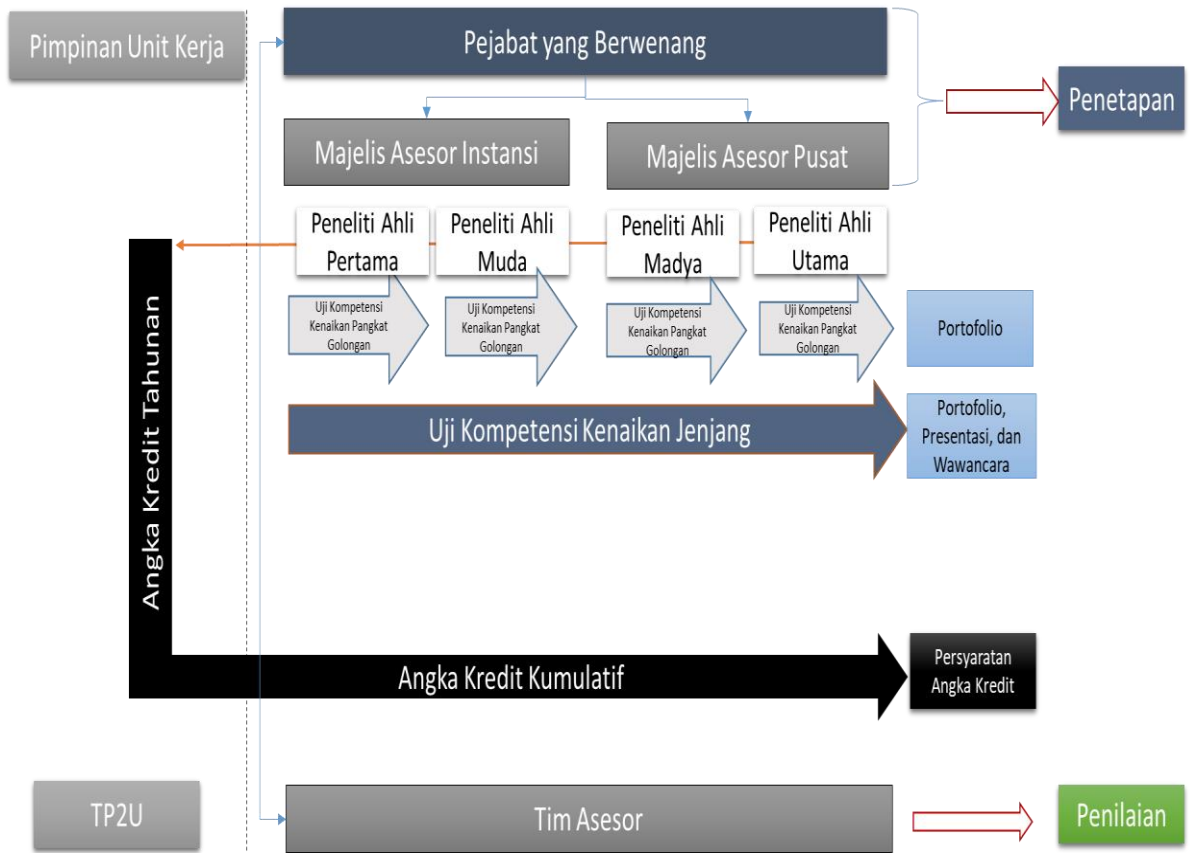 Pimpinan Unit Kerja
Pejabat yang Berwenang
Penetapan
Majelis Asesor Instansi
Majelis Asesor Pusat
Peneliti Ahli
Pertama
Peneliti Ahli
Muda
Peneliti Ahli
Madya
Peneliti Ahli
Utama
Uji Kompetensi
Kenaikan Pangkat
Golongan
Uji Kompetensi
Kenaikan Pangkat
Golongan
Uji Kompetensi
Kenaikan Pangkat
Golongan
Uji Kompetensi
Kenaikan Pangkat
Golongan
Portofolio
Uji Kompetensi Kenaikan Jenjang
Portofolio,
Presentasi, dan
Wawancara
Angka Kredit Tahunan
Angka Kredit Kumulatif
Persyaratan
Angka Kredit
TP2U
Tim Asesor
Penilaian